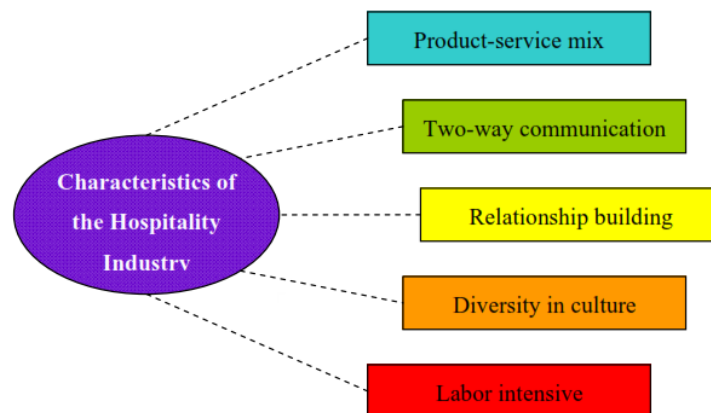 Product-service mix
Two-way communication
Characteristics of
the Hospitality
Industry
Relationship building
Diversity in culture
Labor intensive